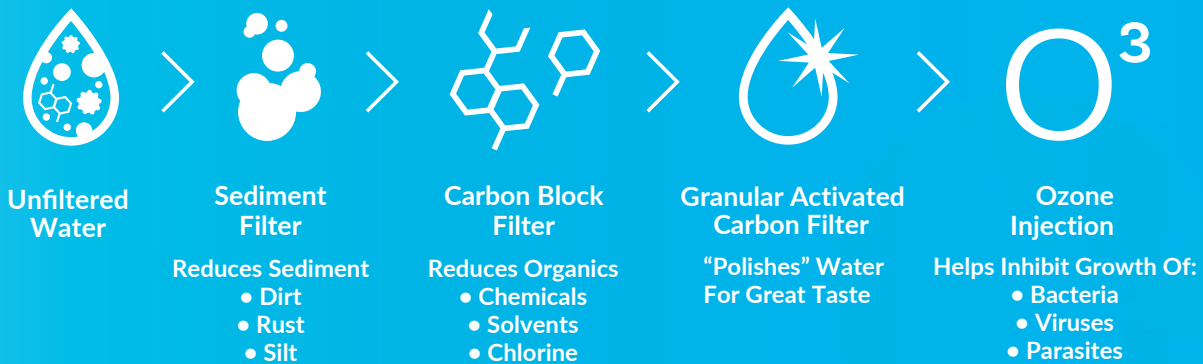 Unfiltered
Water
Sediment
Filter
Reduces Sediment
• Dirt
• Rust
• Silt
Carbon Block
Filter
Reduces Organics
• Chemicals
• Solvents
• Chlorine
Granular Activated
Carbon Filter
“Polishes” Water
For Great Taste
O³
Ozone
Injection
Helps Inhibit Growth Of:
• Bacteria
• Viruses
• Parasites